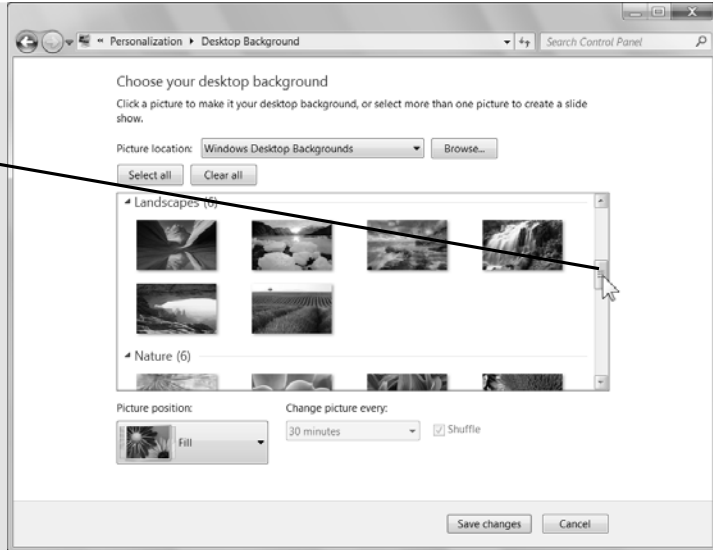 « Personalization ▸ Desktop Background
Search Control Panel
Choose your desktop background
Click a picture to make it your desktop background, or select more than one picture to create a slide
show.
Picture location: Windows Desktop Backgrounds Browse...
Select all Clear all
Landscapes (6)
Nature (6)
Picture position: Change picture every:
Fill 30 minutes Shuffle
Save changes Cancel